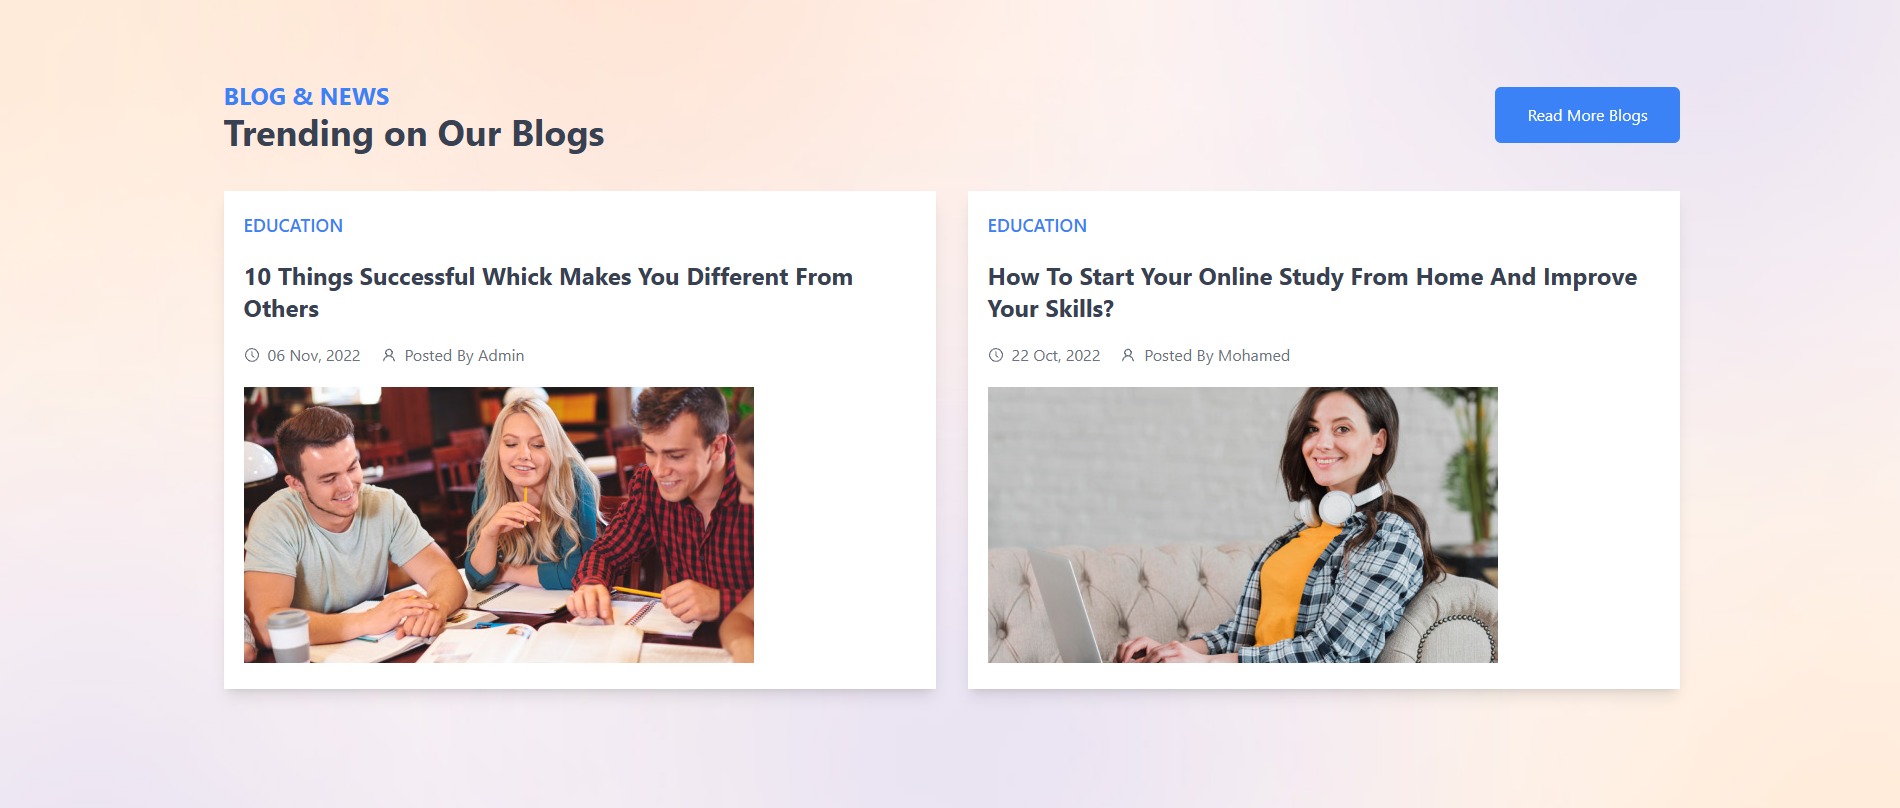 BLOG & NEWS
Trending on Our Blogs
Read More Blogs
EDUCATION
10 Things Successful Whick Makes You Different From
Others
06 Nov, 2022 Posted By Admin
EDUCATION
How To Start Your Online Study From Home And Improve
Your Skills?
22 Oct, 2022 Posted By Mohamed